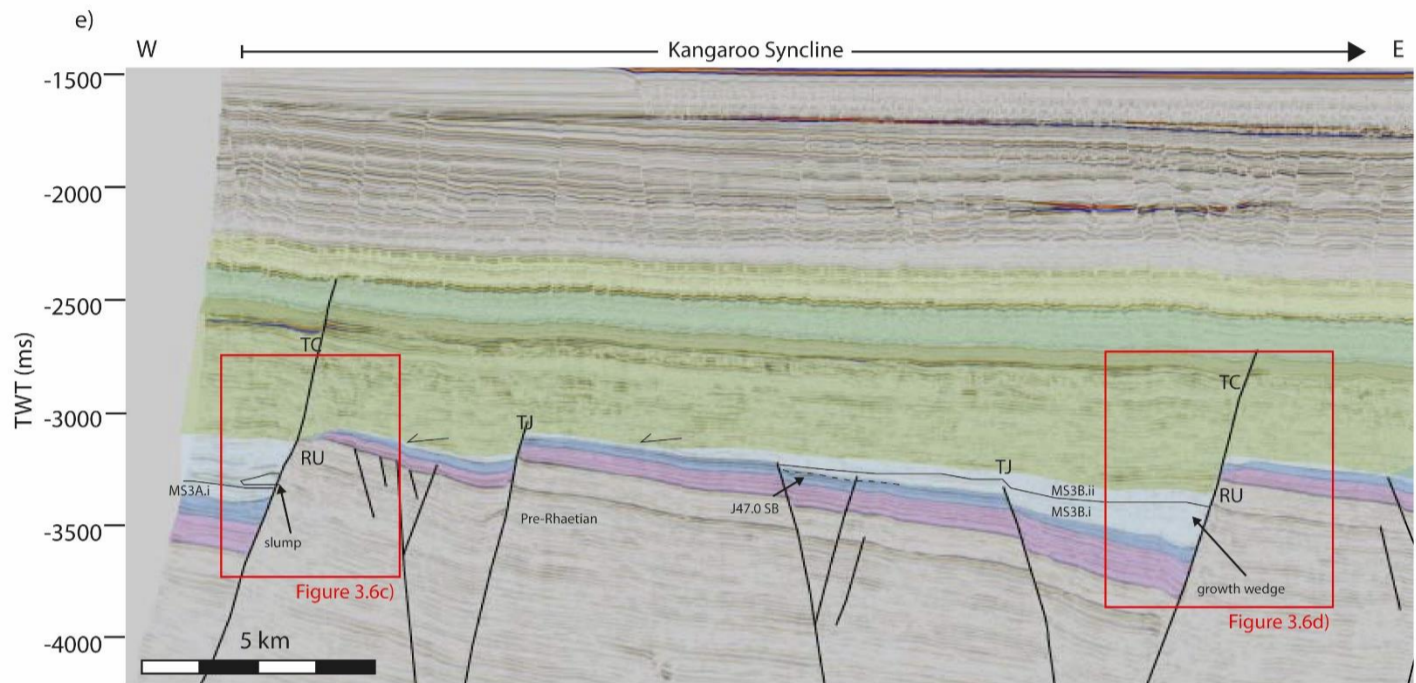 e)
W
Kangaroo Syncline
E
-1500
-2000
-2500
-3000
-3500
-4000
TWT (ms)
TC
TC
TJ
RU
TJ
RU
MS3A.i
MS3B.ii
MS3B.i
J47.0 SB
Pre-Rhaetian
slump
growth wedge
Figure 3.6c)
Figure 3.6d)
5 km